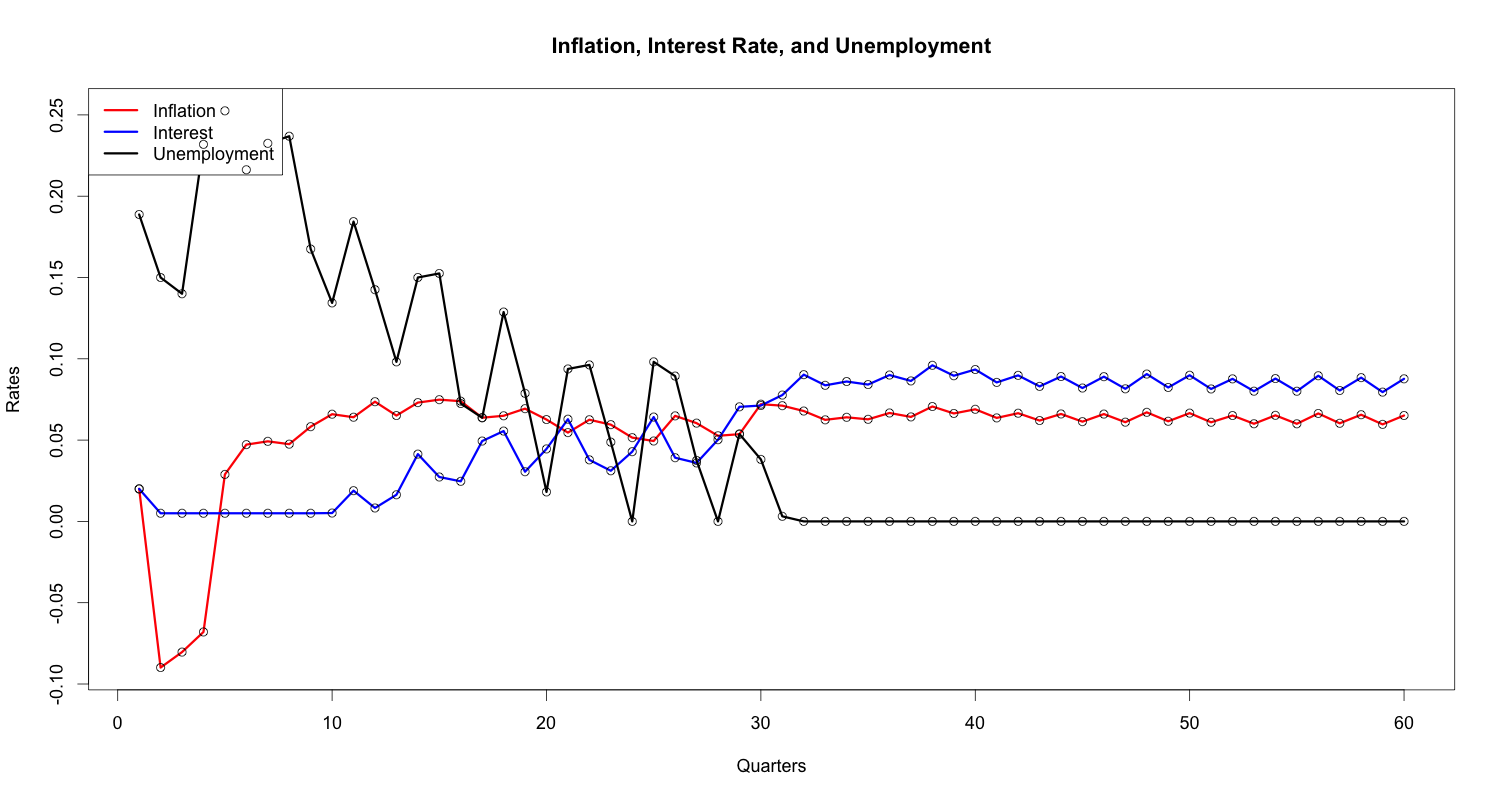 Inflation, Interest Rate, and Unemployment
Inflation
Interest
Unemployment
Rates
0.25
0.20
0.15
0.10
0.05
0.00
-0.05
-0.10
0 10 20 30 40 50 60
Quarters